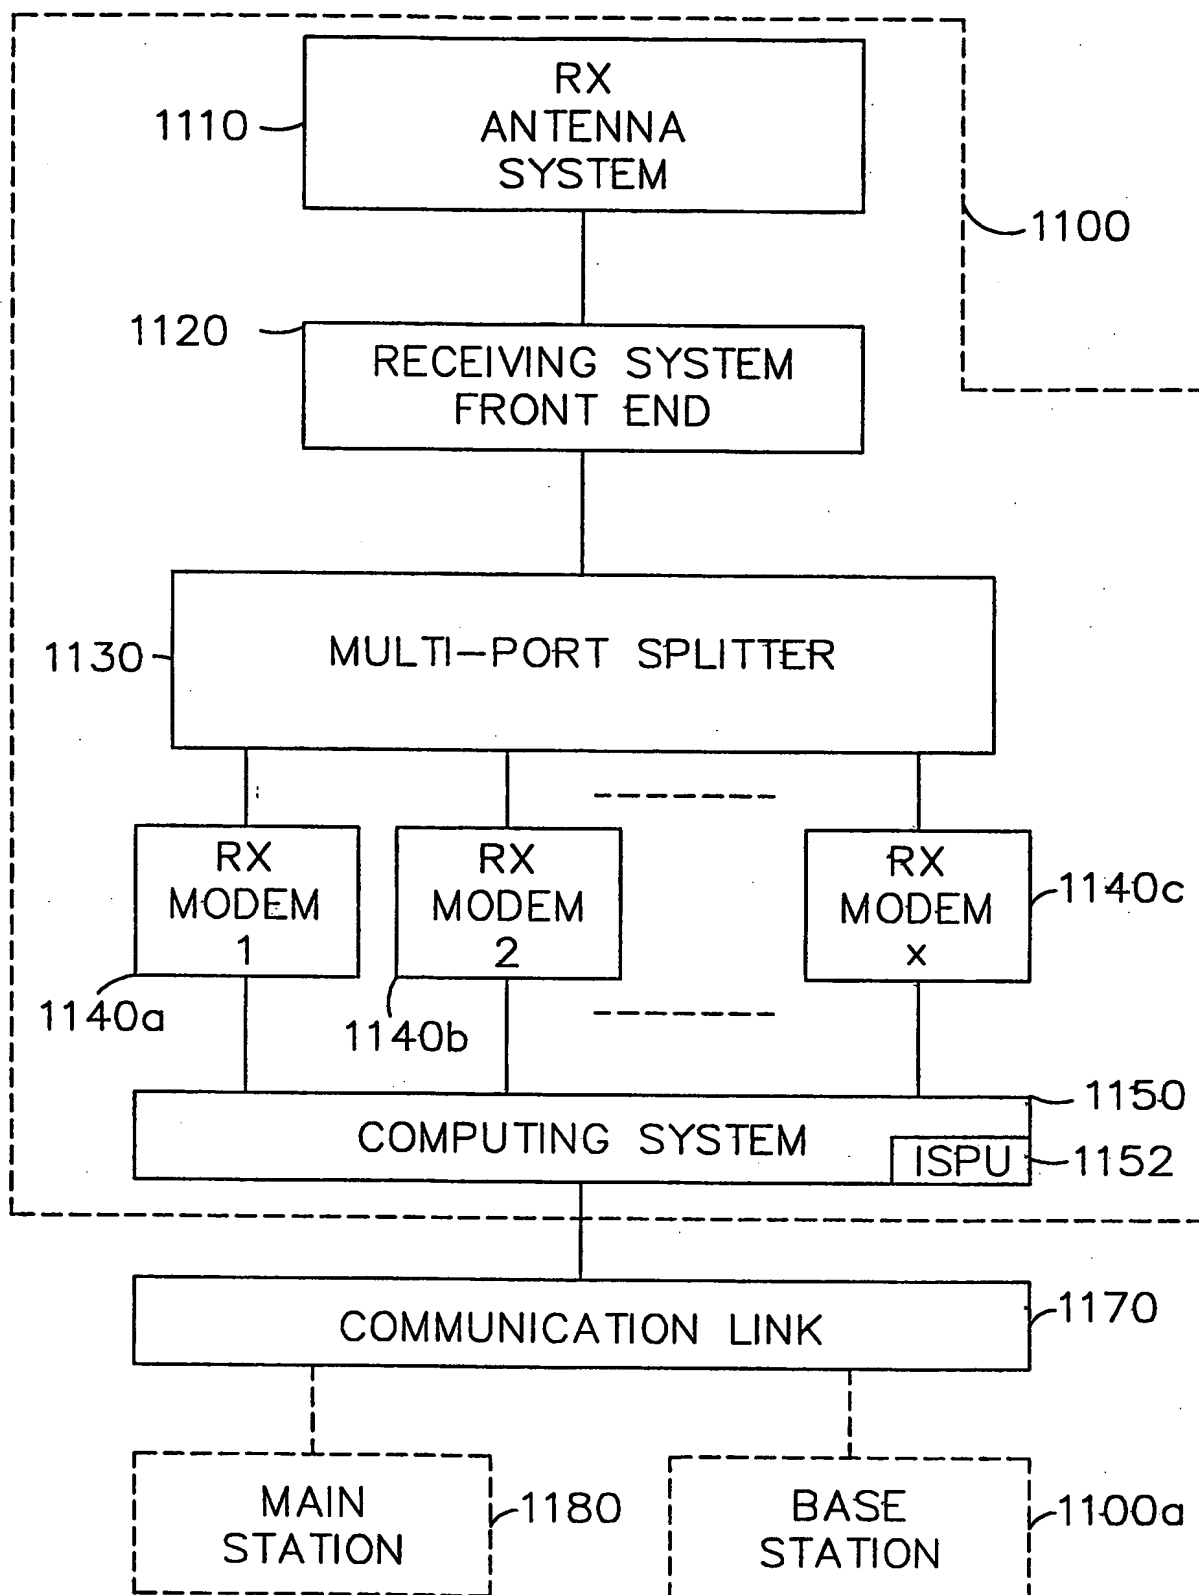 RX
ANTENNA
SYSTEM
1110
1100
1120
RECEIVING SYSTEM
FRONT END
1130
MULTI-PORT SPLITTER
RX
MODEM
1
RX
MODEM
2
RX
MODEM
x
1140c
1140a
1140b
1150
COMPUTING SYSTEM
ISPU
1152
COMMUNICATION LINK
1170
MAIN
STATION
1180
BASE
STATION
1100a